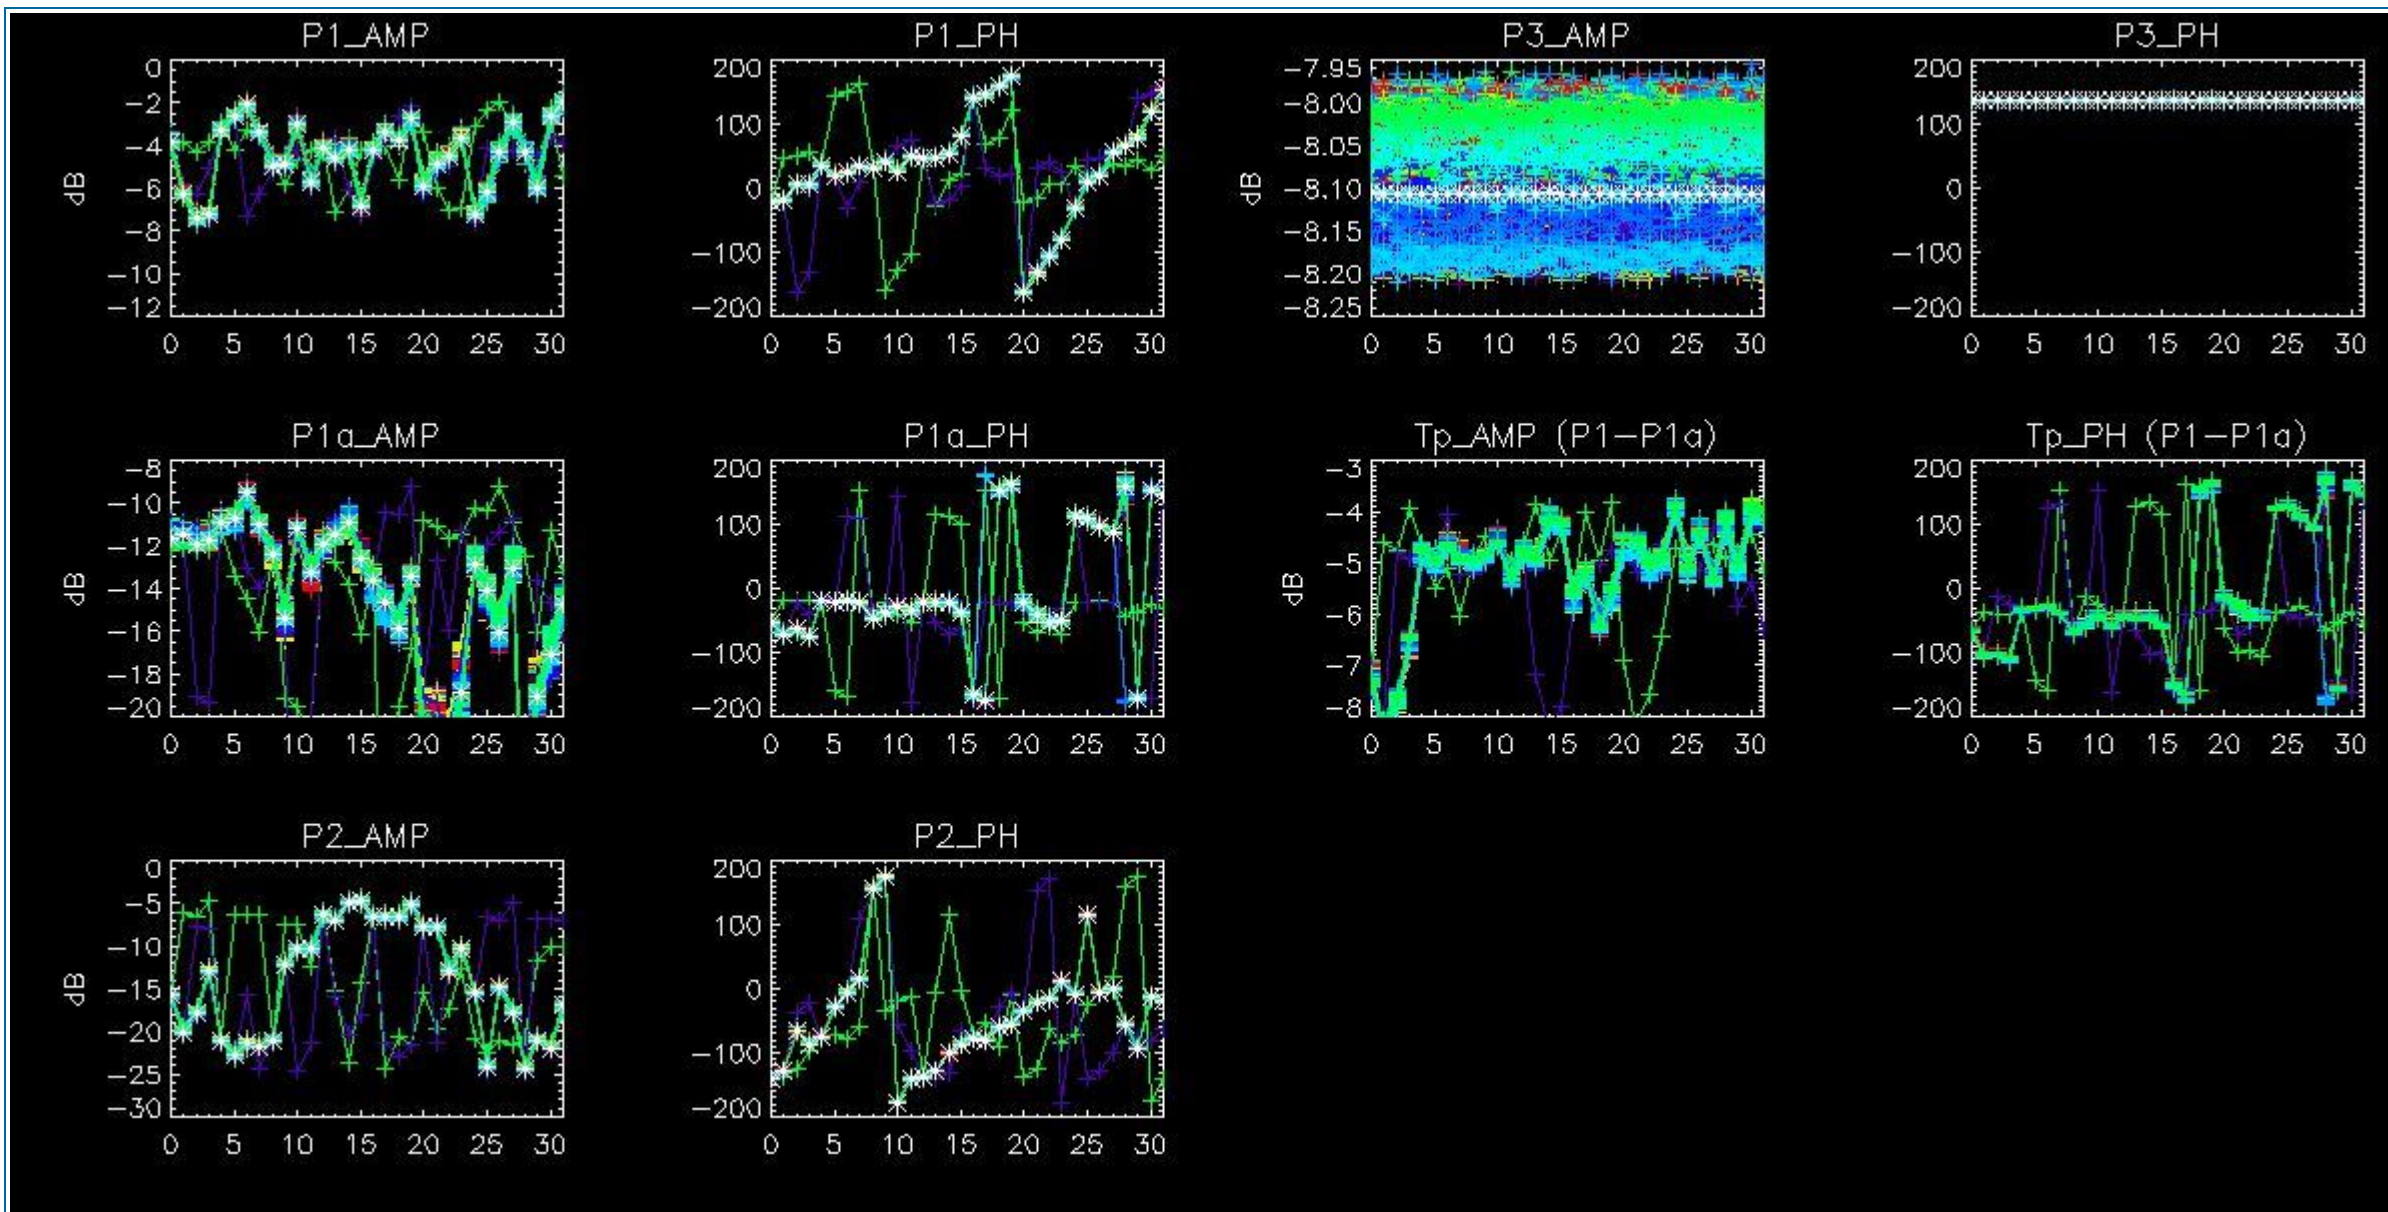 P1_AMP
dB
0
−2
−4
−6
−8
−10
−12
0 5 10 15 20 25 30
P1_PH
200
100
0
−100
−200
0 5 10 15 20 25 30
P3_AMP
dB
−7.95
−8.00
−8.05
−8.10
−8.15
−8.20
−8.25
0 5 10 15 20 25 30
P3_PH
200
100
0
−100
−200
0 5 10 15 20 25 30
P1a_AMP
dB
−8
−10
−12
−14
−16
−18
−20
0 5 10 15 20 25 30
P1a_PH
200
100
0
−100
−200
0 5 10 15 20 25 30
Tp_AMP (P1−P1a)
dB
−3
−4
−5
−6
−7
−8
0 5 10 15 20 25 30
Tp_PH (P1−P1a)
200
100
0
−100
−200
0 5 10 15 20 25 30
P2_AMP
dB
0
−5
−10
−15
−20
−25
−30
0 5 10 15 20 25 30
P2_PH
200
100
0
−100
−200
0 5 10 15 20 25 30